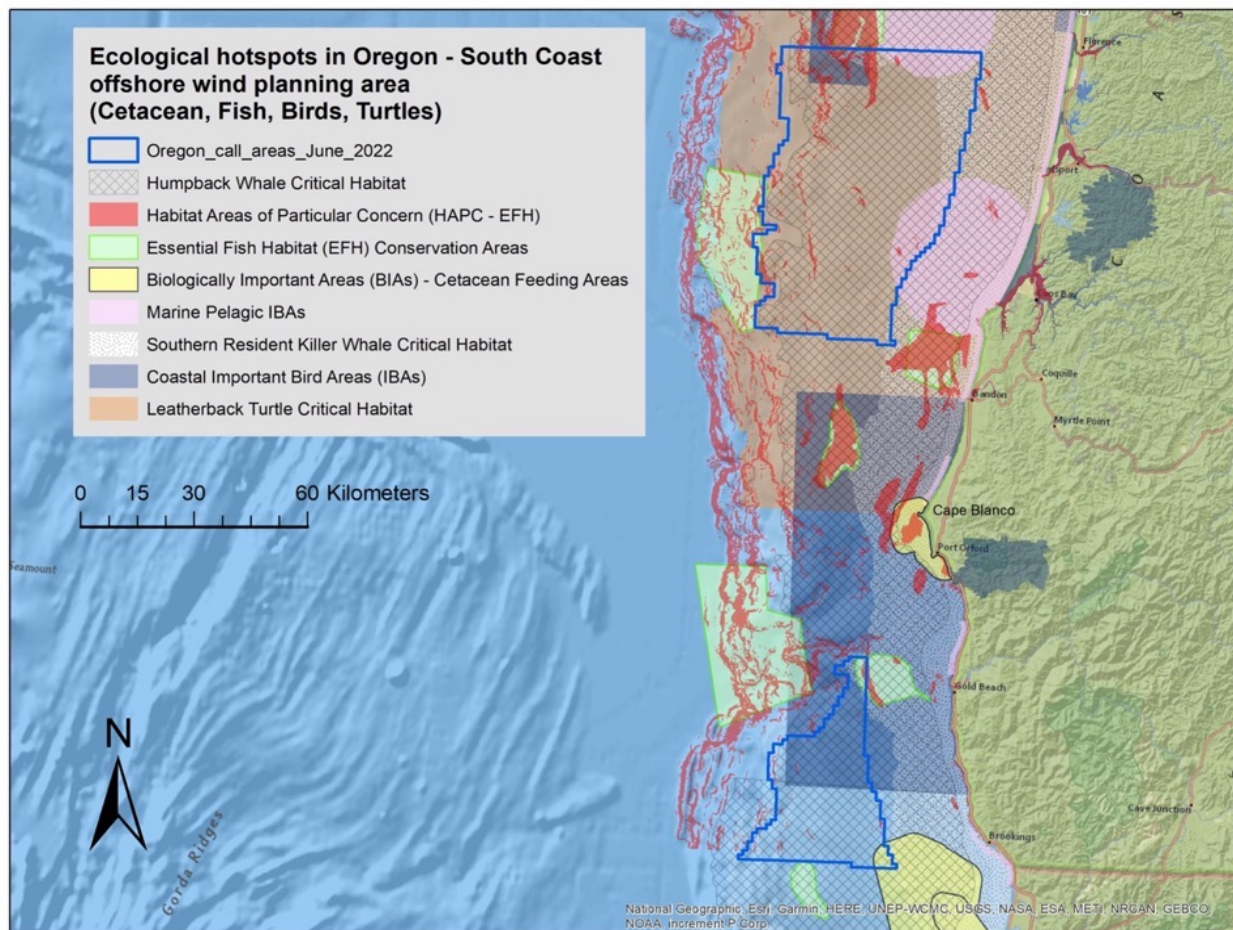 Ecological hotspots in Oregon - South Coast
offshore wind planning area
(Cetacean, Fish, Birds, Turtles)
Oregon_call_areas_June_2022
Humpback Whale Critical Habitat
Habitat Areas of Particular Concern (HAPC - EFH)
Essential Fish Habitat (EFH) Conservation Areas
Biologically Important Areas (BIAs) - Cetacean Feeding Areas
Marine Pelagic IBAs
Southern Resident Killer Whale Critical Habitat
Coastal Important Bird Areas (IBAs)
Leatherback Turtle Critical Habitat
0 15 30 60 Kilometers
Florence
Coos Bay
Coquille
Bandon
Myrtle Point
Cape Blanco
Port Orford
Seamount
Gold Beach
N
Cave Junction
Brookings
Gorda Ridges
National Geographic, Esri, Garmin, HERE, UNEP-WCMC, USGS, NASA, ESA, METI, NRCAN, GEBCO,
NOAA, increment P Corp.